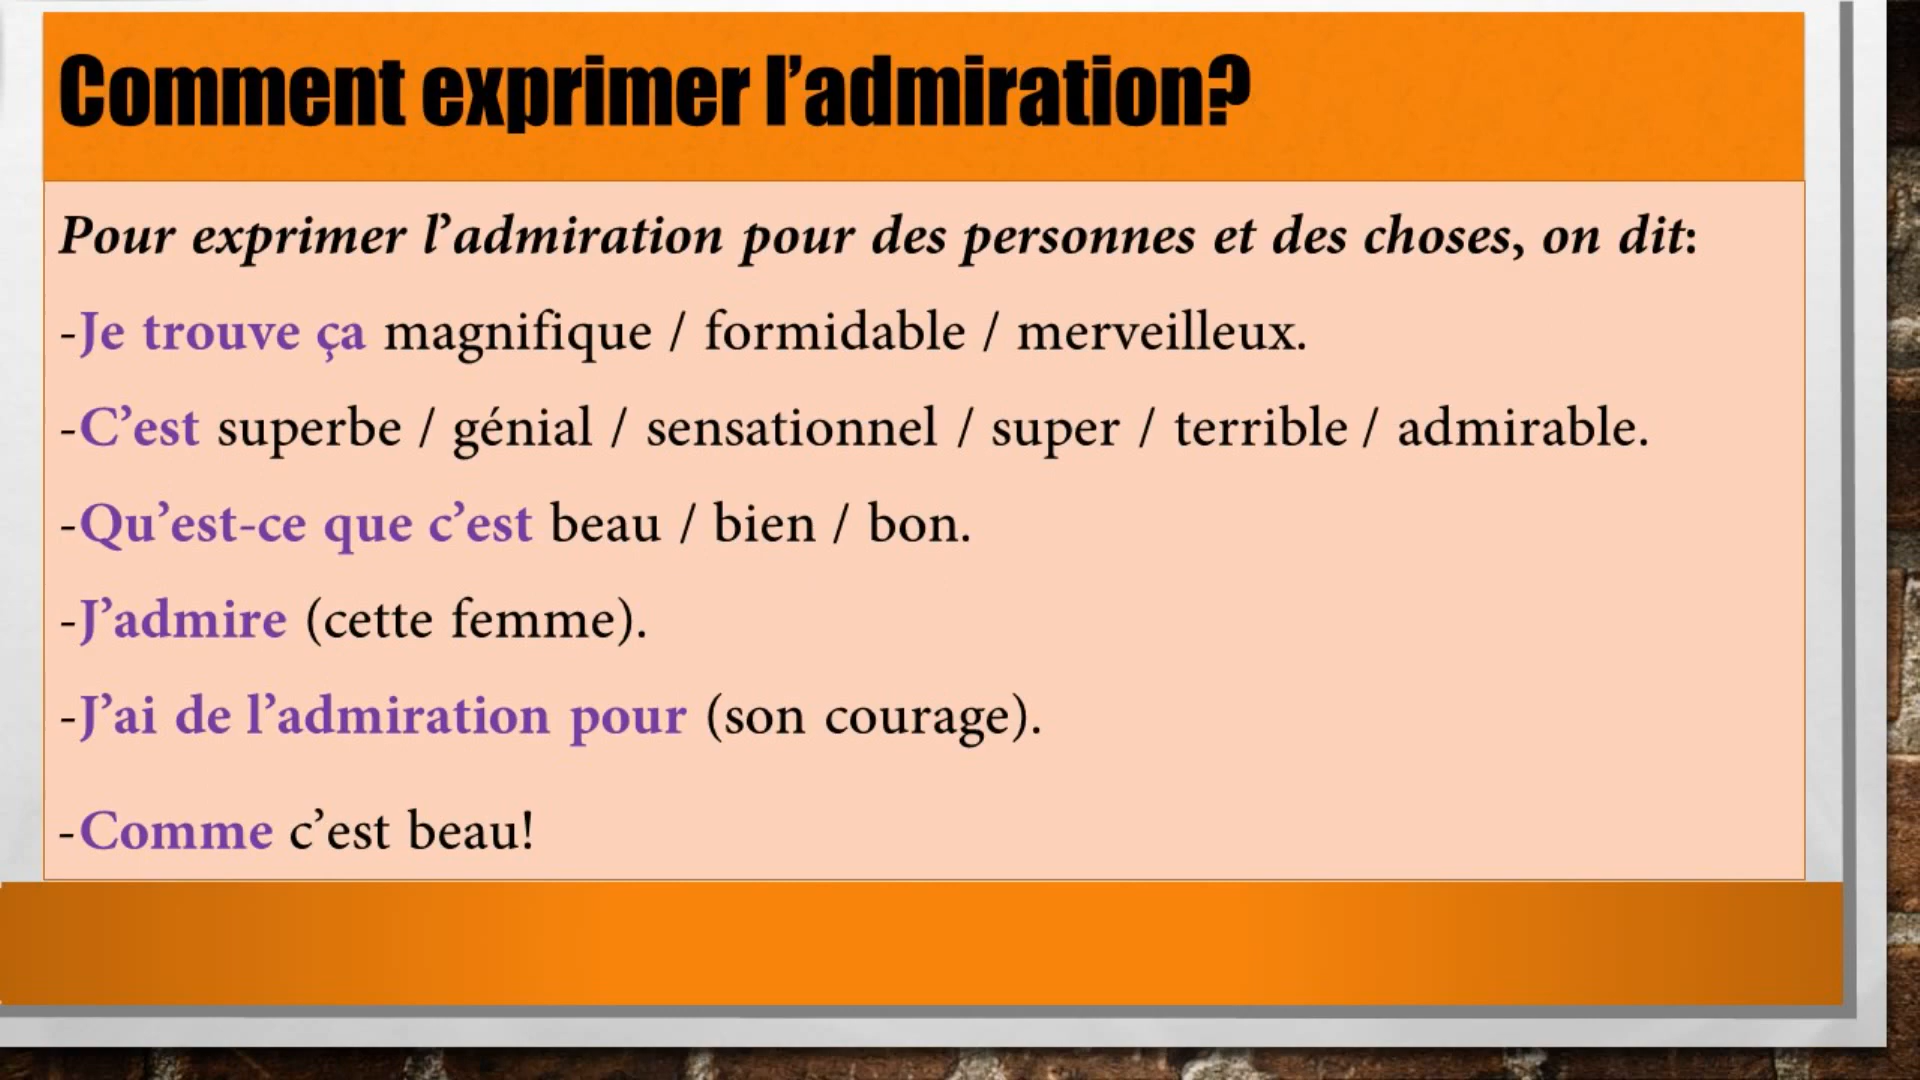 Comment exprimer l’admiration?
Pour exprimer l’admiration pour des personnes et des choses, on dit:
-Je trouve ça magnifique / formidable / merveilleux.
-C’est superbe / génial / sensationnel / super / terrible / admirable.
-Qu’est-ce que c’est beau / bien / bon.
-J’admire (cette femme).
-J’ai de l’admiration pour (son courage).
-Comme c’est beau!